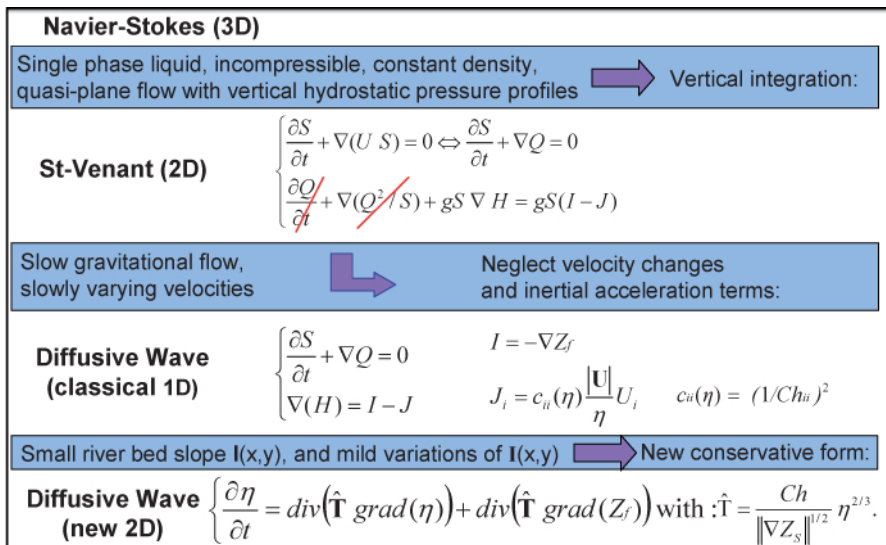 Navier-Stokes (3D)
Single phase liquid, incompressible, constant density,
quasi-plane flow with vertical hydrostatic pressure profiles
Vertical integration:
St-Venant (2D)
∂S/∂t + ∇(U S) = 0 ⇔ ∂S/∂t + ∇Q = 0
∂Q/∂t + ∇(Q²/S) + gS ∇ H = gS(I − J)
Slow gravitational flow,
slowly varying velocities
Neglect velocity changes
and inertial acceleration terms:
Diffusive Wave
(classical 1D)
∂S/∂t + ∇Q = 0
∇(H) = I − J
I = −∇Z_f
J_i = c_ii(η) |U|/η U_i
c_ii(η) = (1/Ch_ii)²
Small river bed slope I(x,y), and mild variations of I(x,y)
New conservative form:
Diffusive Wave
(new 2D)
∂η/∂t = div(T̂ grad(η)) + div(T̂ grad(Z_f)) with : T̂ = Ch/‖∇Z_S‖^{1/2} η^{2/3}.